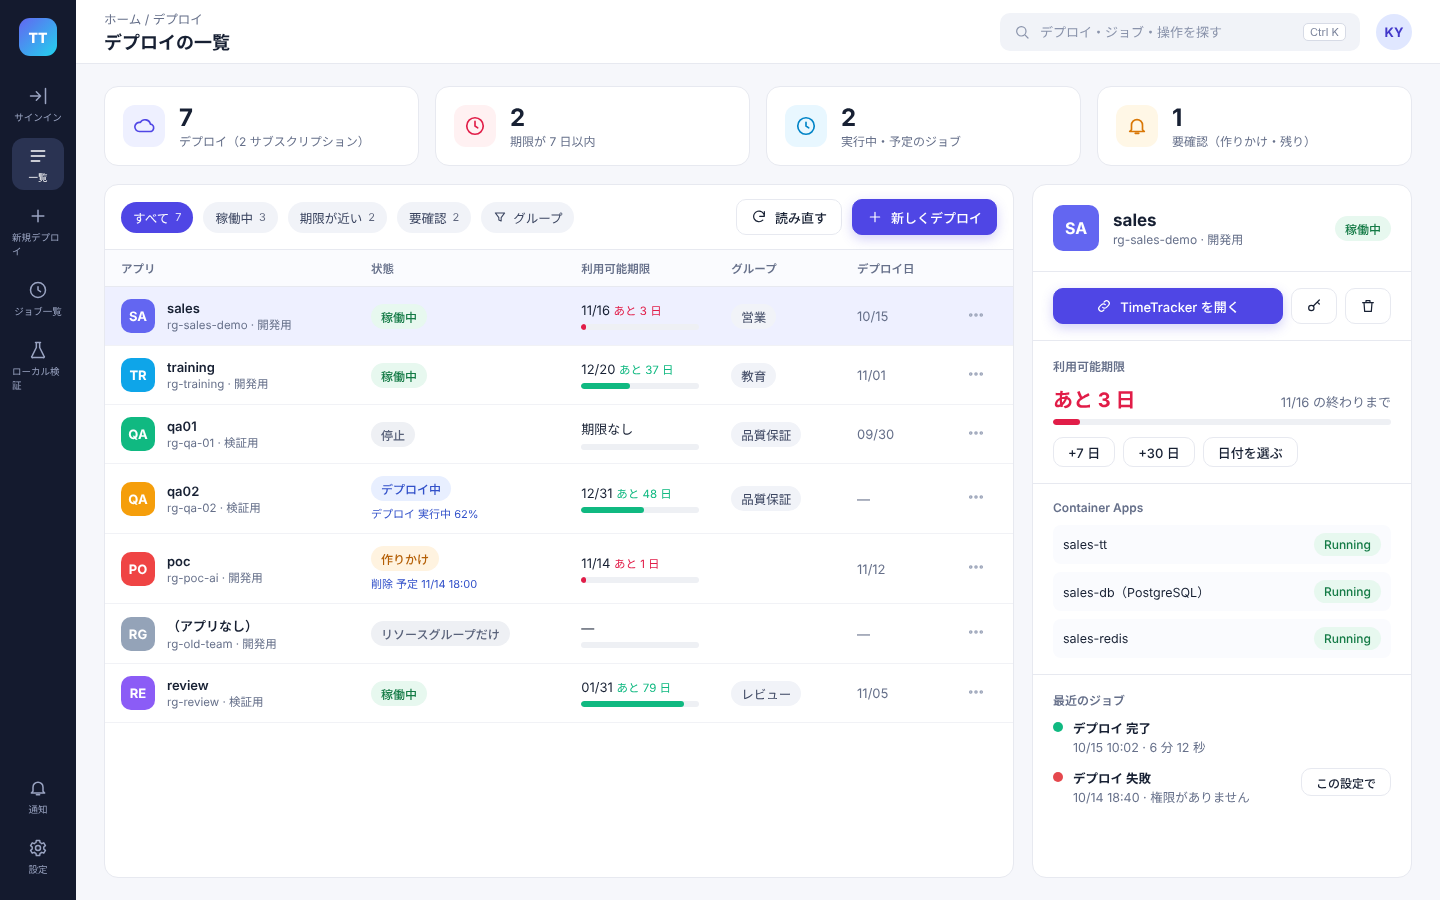 TT
サインイン
一覧
新規デプロ
イ
ジョブ一覧
ローカル検
証
通知
設定
ホーム / デプロイ
デプロイの一覧
デプロイ・ジョブ・操作を探す
Ctrl K
KY
7
デプロイ（2 サブスクリプション）
2
期限が 7 日以内
2
実行中・予定のジョブ
1
要確認（作りかけ・残り）
すべて 7
稼働中 3
期限が近い 2
要確認 2
グループ
読み直す
新しくデプロイ
アプリ 状態 利用可能期限 グループ デプロイ日
SA sales 稼働中 11/16 あと 3 日 営業 10/15 •••
rg-sales-demo · 開発用
TR training 稼働中 12/20 あと 37 日 教育 11/01 •••
rg-training · 開発用
QA qa01 停止 期限なし 品質保証 09/30 •••
rg-qa-01 · 検証用
QA qa02 デプロイ中 12/31 あと 48 日 品質保証 — •••
rg-qa-02 · 検証用 デプロイ 実行中 62%
PO poc 作りかけ 11/14 あと 1 日 11/12 •••
rg-poc-ai · 開発用 削除 予定 11/14 18:00
RG （アプリなし） リソースグループだけ — — •••
rg-old-team · 開発用
RE review 稼働中 01/31 あと 79 日 レビュー 11/05 •••
rg-review · 検証用
SA sales 稼働中
rg-sales-demo · 開発用
TimeTracker を開く
利用可能期限
あと 3 日 11/16 の終わりまで
+7 日 +30 日 日付を選ぶ
Container Apps
sales-tt Running
sales-db（PostgreSQL） Running
sales-redis Running
最近のジョブ
デプロイ 完了
10/15 10:02 · 6 分 12 秒
デプロイ 失敗 この設定で
10/14 18:40 · 権限がありません